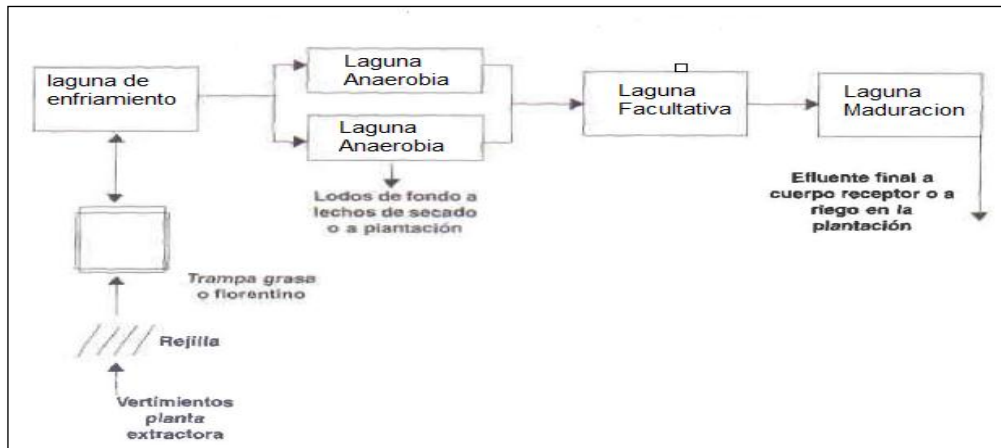 laguna de
enfriamiento
Laguna
Anaerobia
Laguna
Anaerobia
Laguna
Facultativa
Laguna
Maduracion
Lodos de fondo a
lechos de secado
o a plantación
Efluente final a
cuerpo receptor o a
riego en la
plantación
Trampa grasa
o florentino
Rejilla
Vertimientos
planta
extractora